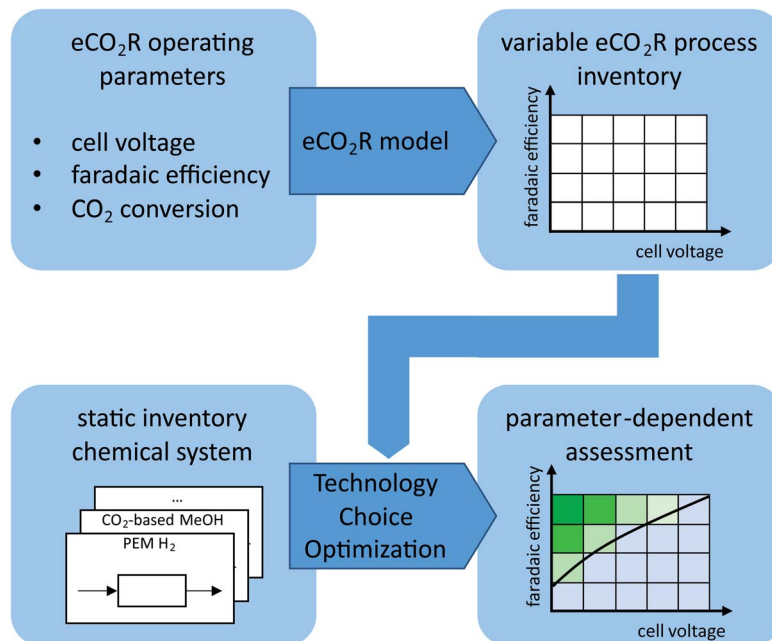 eCO₂R operating
parameters
• cell voltage
• faradaic efficiency
• CO₂ conversion
eCO₂R model
variable eCO₂R process
inventory
faradaic efficiency
cell voltage
static inventory
chemical system
...
CO₂-based MeOH
PEM H₂
Technology
Choice
Optimization
parameter-dependent
assessment
faradaic efficiency
cell voltage